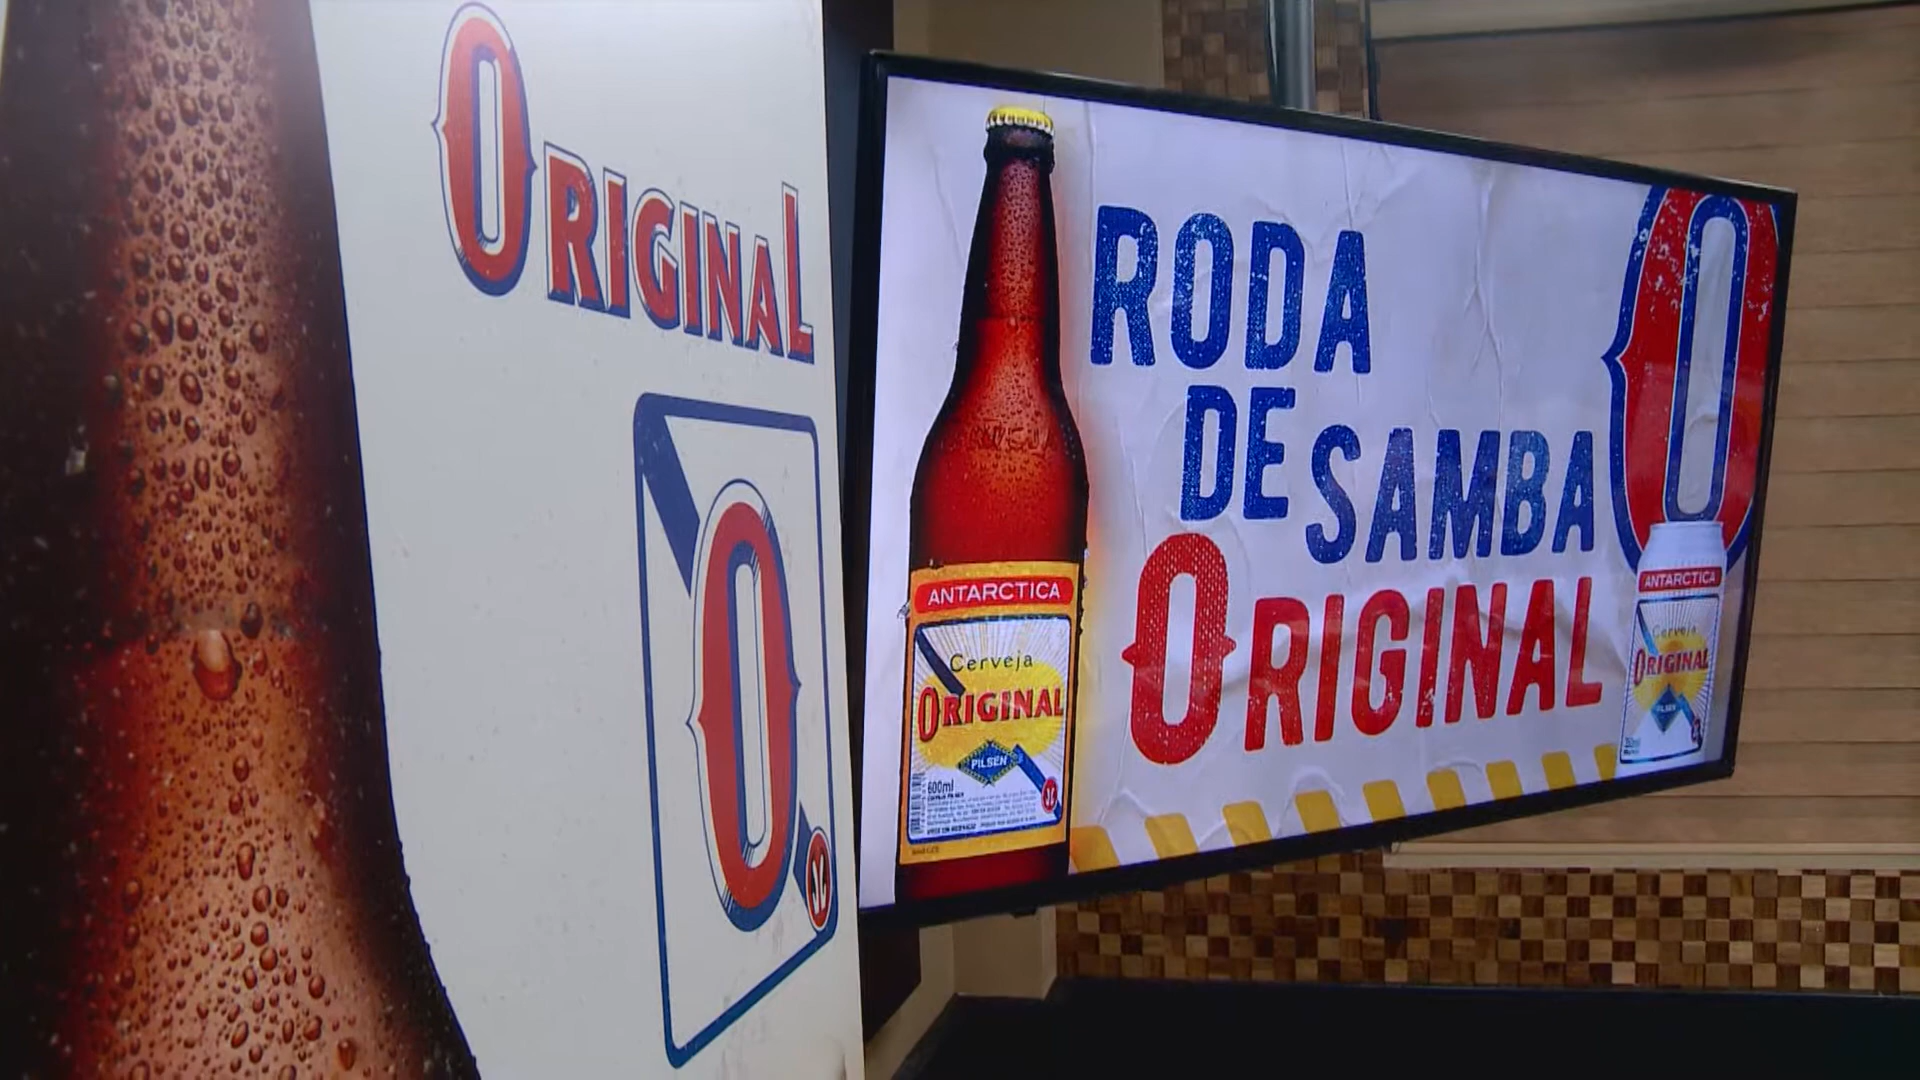 ORIGINAL
O
RODA
DE SAMBA
ORIGINAL
O
ANTARCTICA
Cerveja
ORIGINAL
PILSEN
600ml
ANTARCTICA
Cerveja
ORIGINAL
PILSEN